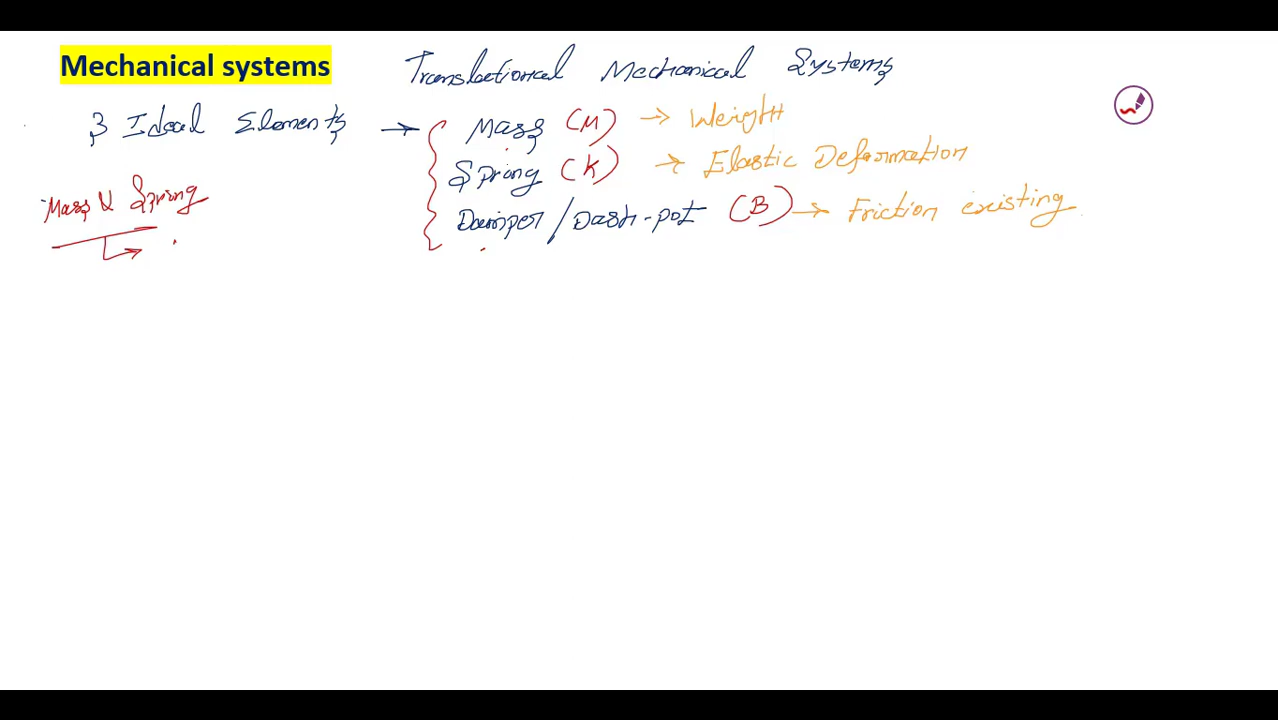 Mechanical systems Translational Mechanical Systems
3 Ideal Elements → Mass (M) → Weight
Spring (K) → Elastic Deformation
Mass & Spring
Damper / Dash-pot (B) → Friction existing